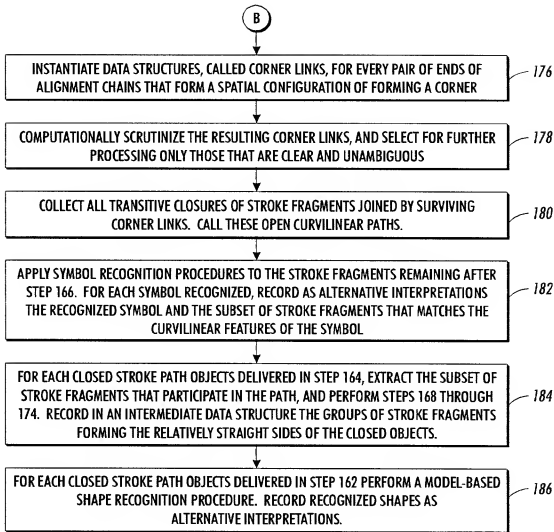 B
INSTANTIATE DATA STRUCTURES, CALLED CORNER LINKS, FOR EVERY PAIR OF ENDS OF
ALIGNMENT CHAINS THAT FORM A SPATIAL CONFIGURATION OF FORMING A CORNER
176
COMPUTATIONALLY SCRUTINIZE THE RESULTING CORNER LINKS, AND SELECT FOR FURTHER
PROCESSING ONLY THOSE THAT ARE CLEAR AND UNAMBIGUOUS
178
COLLECT ALL TRANSITIVE CLOSURES OF STROKE FRAGMENTS JOINED BY SURVIVING
CORNER LINKS. CALL THESE OPEN CURVILINEAR PATHS.
180
APPLY SYMBOL RECOGNITION PROCEDURES TO THE STROKE FRAGMENTS REMAINING AFTER
STEP 166. FOR EACH SYMBOL RECOGNIZED, RECORD AS ALTERNATIVE INTERPRETATIONS
THE RECOGNIZED SYMBOL AND THE SUBSET OF STROKE FRAGMENTS THAT MATCHES THE
CURVILINEAR FEATURES OF THE SYMBOL
182
FOR EACH CLOSED STROKE PATH OBJECTS DELIVERED IN STEP 164, EXTRACT THE SUBSET OF
STROKE FRAGMENTS THAT PARTICIPATE IN THE PATH, AND PERFORM STEPS 168 THROUGH
174. RECORD IN AN INTERMEDIATE DATA STRUCTURE THE GROUPS OF STROKE FRAGMENTS
FORMING THE RELATIVELY STRAIGHT SIDES OF THE CLOSED OBJECTS.
184
FOR EACH CLOSED STROKE PATH OBJECTS DELIVERED IN STEP 162 PERFORM A MODEL-BASED
SHAPE RECOGNITION PROCEDURE. RECORD RECOGNIZED SHAPES AS
ALTERNATIVE INTERPRETATIONS.
186